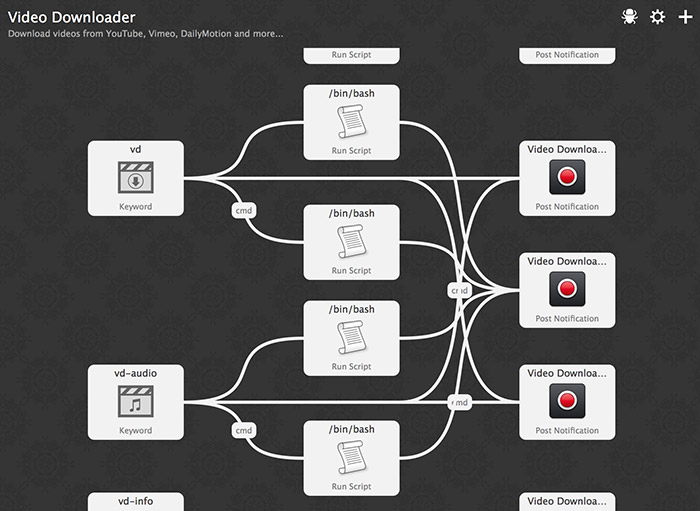 Video Downloader
Download videos from YouTube, Vimeo, DailyMotion and more...
Run Script
Post Notification
/bin/bash
Run Script
vd
Keyword
Video Downloa...
Post Notification
cmd
/bin/bash
Run Script
Video Downloa...
Post Notification
cmd
/bin/bash
Run Script
vd-audio
Keyword
Video Downloa...
Post Notification
cmd
cmd
/bin/bash
Run Script
vd-info
Video Downloa...